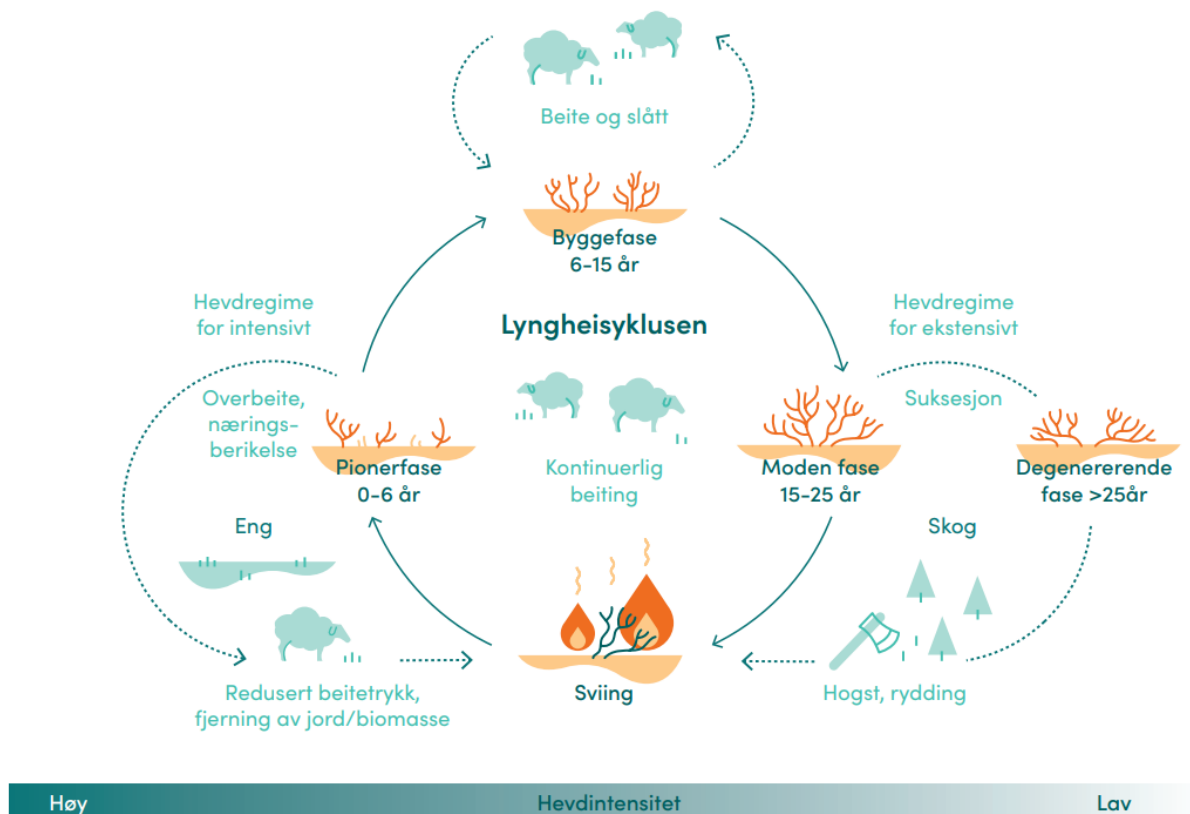 Beite og slått
Byggefase
6-15 år
Hevdregime
for intensivt
Lyngheisyklusen
Hevdregime
for ekstensivt
Overbeite,
nærings-
berikelse
Suksesjon
Pionerfase
0-6 år
Kontinuerlig
beiting
Moden fase
15-25 år
Degenererende
fase >25år
Eng
Skog
Redusert beitetrykk,
fjerning av jord/biomasse
Sviing
Hogst, rydding
Høy
Hevdintensitet
Lav